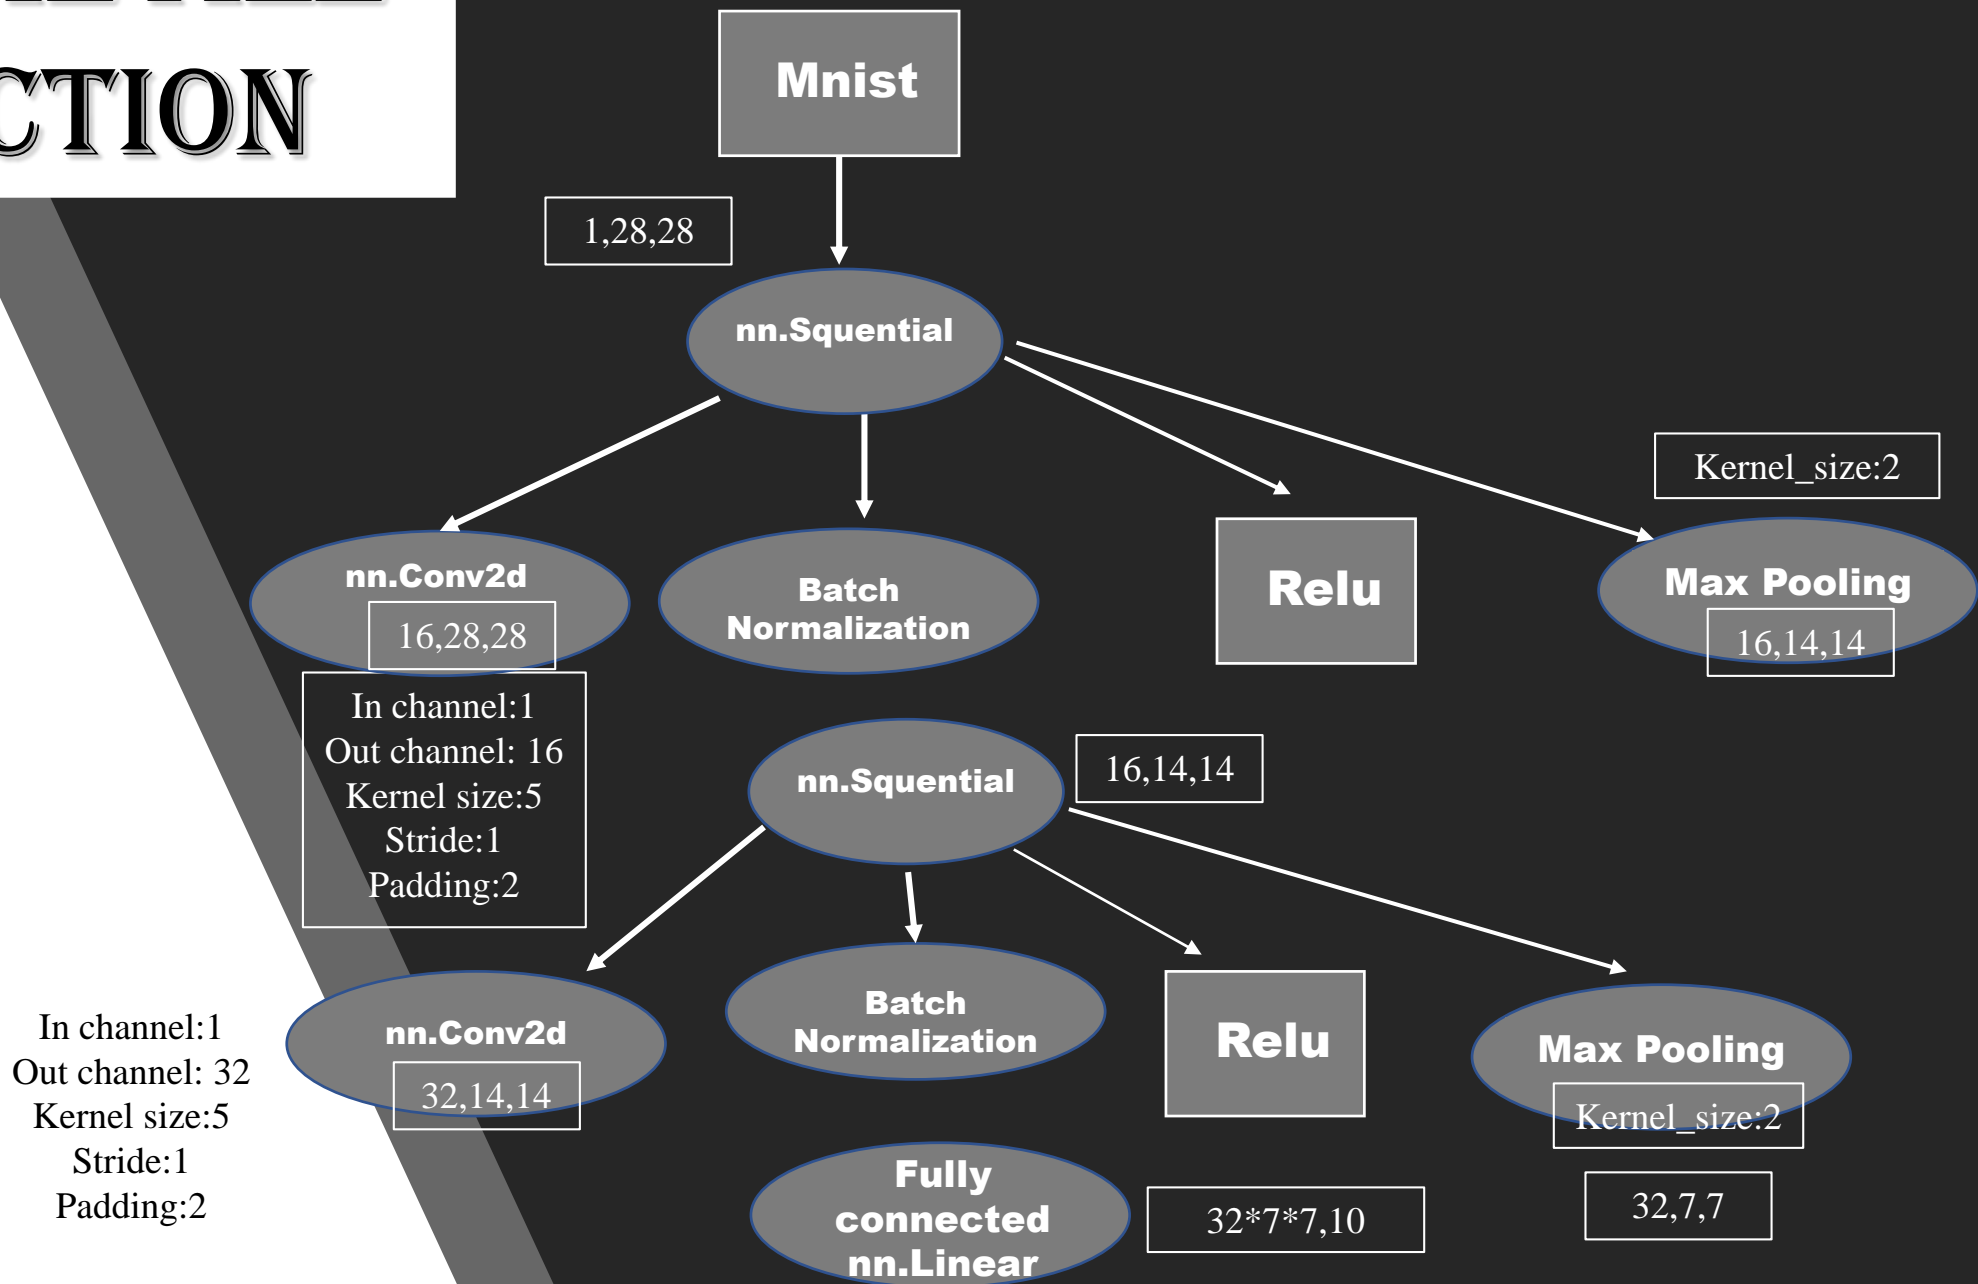 CTION
Mnist
1,28,28
nn.Squential
Kernel_size:2
nn.Conv2d
16,28,28
Batch
Normalization
Relu
Max Pooling
16,14,14
In channel:1
Out channel: 16
Kernel size:5
Stride:1
Padding:2
nn.Squential
16,14,14
In channel:1
Out channel: 32
Kernel size:5
Stride:1
Padding:2
nn.Conv2d
32,14,14
Batch
Normalization
Relu
Max Pooling
Kernel_size:2
32,7,7
Fully
connected
nn.Linear
32*7*7,10